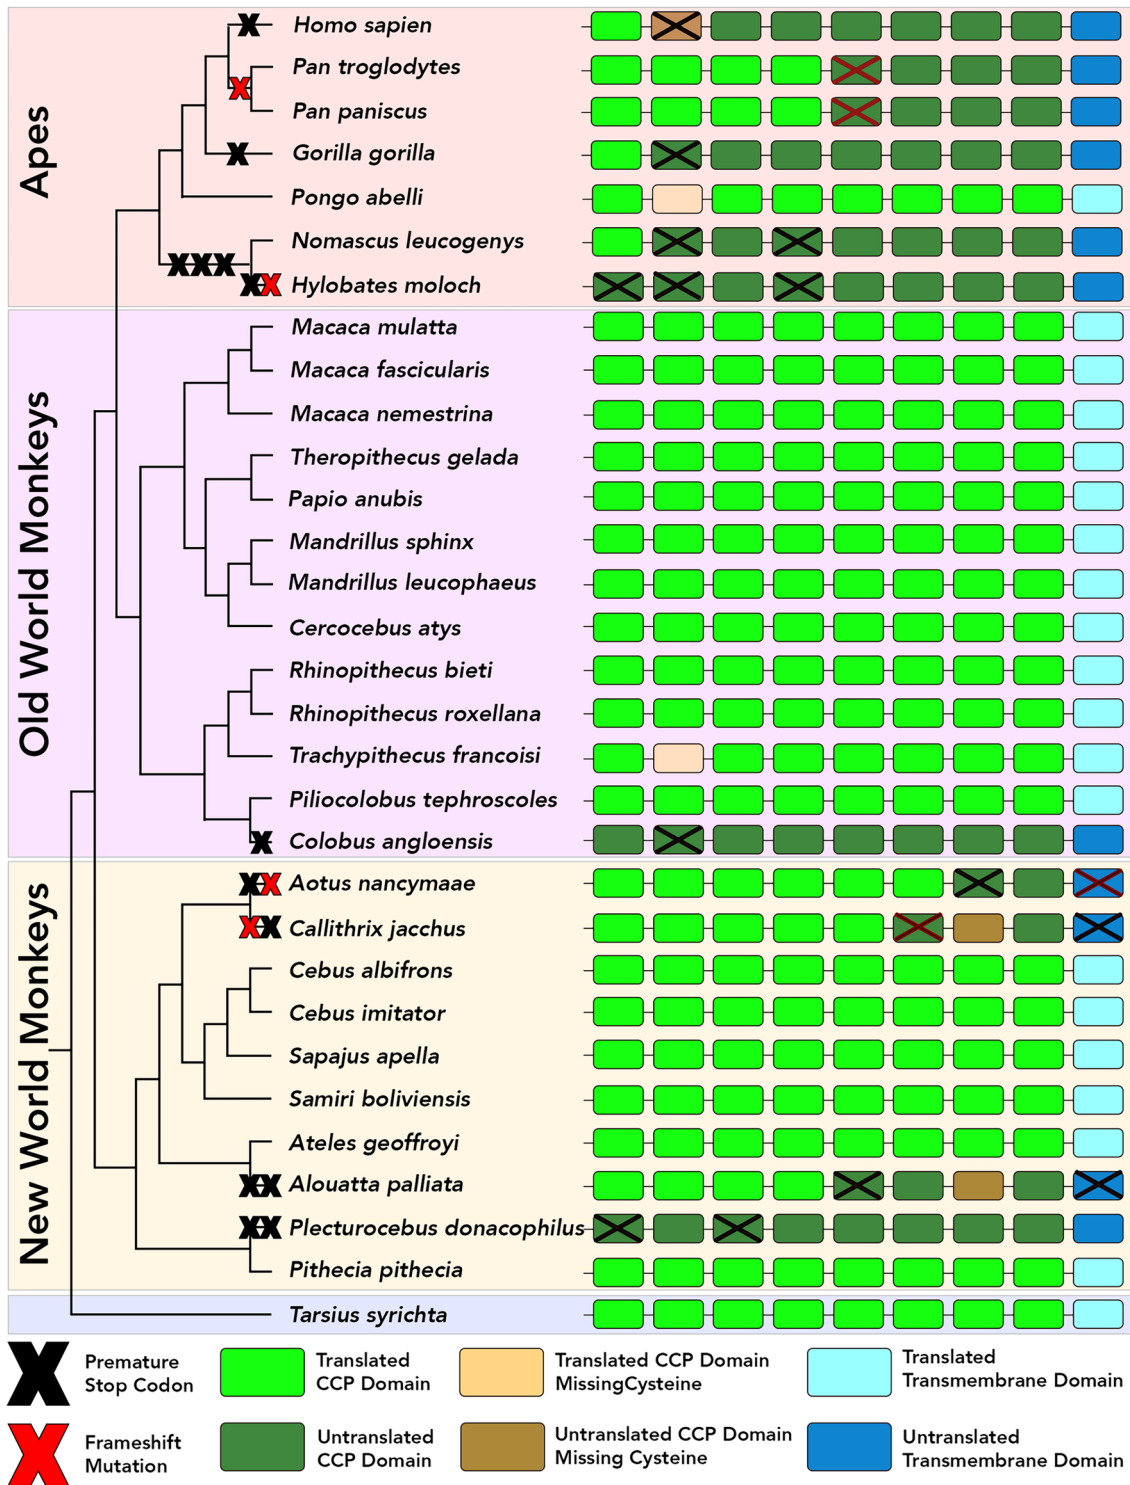 Apes
Homo sapien
Pan troglodytes
Pan paniscus
Gorilla gorilla
Pongo abelli
Nomascus leucogenys
Hylobates moloch
Old World Monkeys
Macaca mulatta
Macaca fascicularis
Macaca nemestrina
Theropithecus gelada
Papio anubis
Mandrillus sphinx
Mandrillus leucophaeus
Cercocebus atys
Rhinopithecus bieti
Rhinopithecus roxellana
Trachypithecus francoisi
Piliocolobus tephroscoles
Colobus angloensis
New World Monkeys
Aotus nancymaae
Callithrix jacchus
Cebus albifrons
Cebus imitator
Sapajus apella
Samiri boliviensis
Ateles geoffroyi
Alouatta palliata
Plecturocebus donacophilus
Pithecia pithecia
Tarsius syrichta
Premature
Stop Codon
Translated
CCP Domain
Translated CCP Domain
MissingCysteine
Translated
Transmembrane Domain
Frameshift
Mutation
Untranslated
CCP Domain
Untranslated CCP Domain
Missing Cysteine
Untranslated
Transmembrane Domain